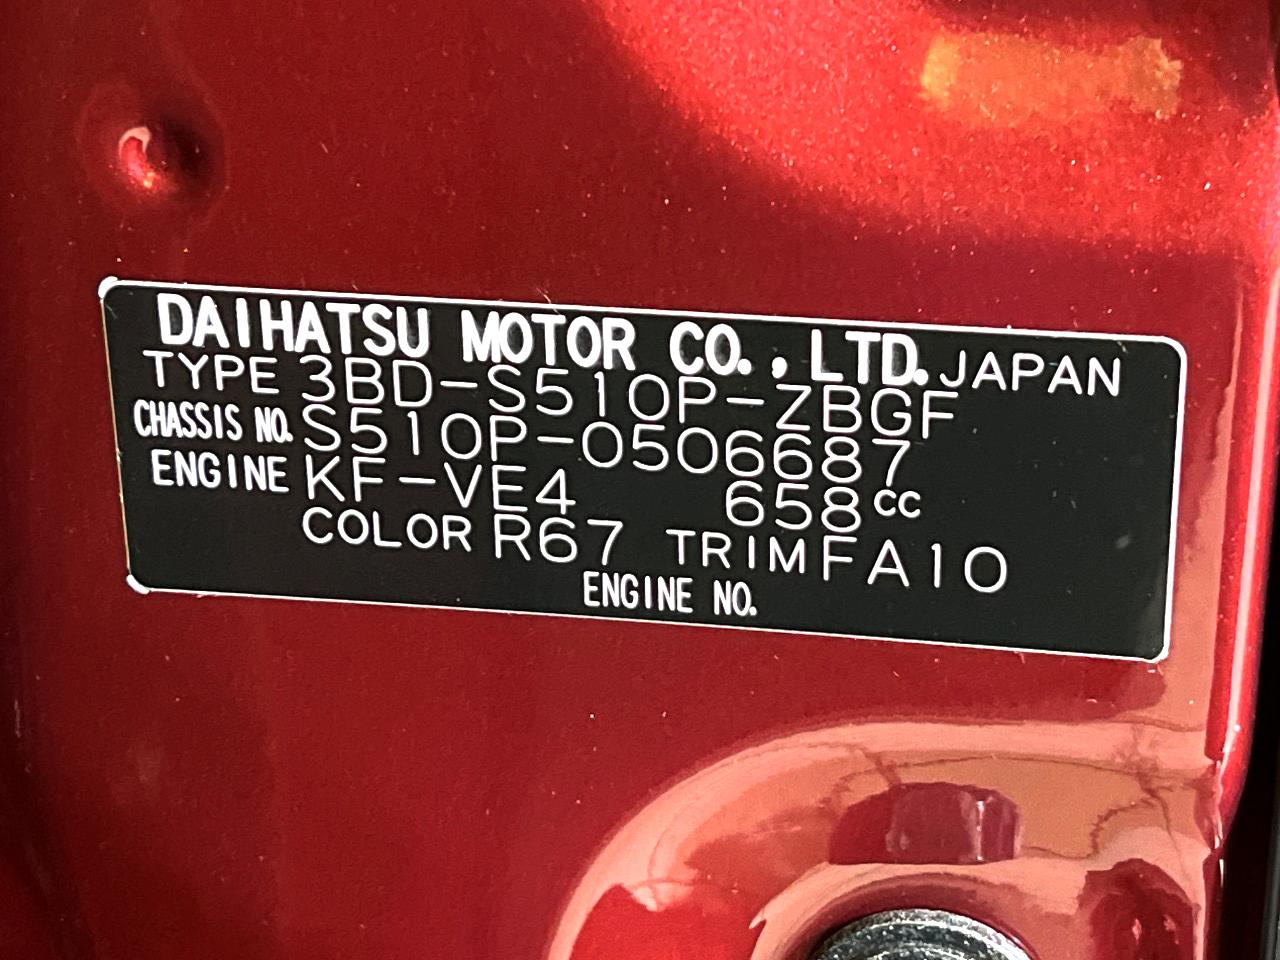 DAIHATSU MOTOR CO., LTD. JAPAN
TYPE 3BD-S510P-ZBGF
CHASSIS NO. S510P-0506687
ENGINE KF-VE4 658cc
COLOR R67 TRIM FA10
ENGINE NO.